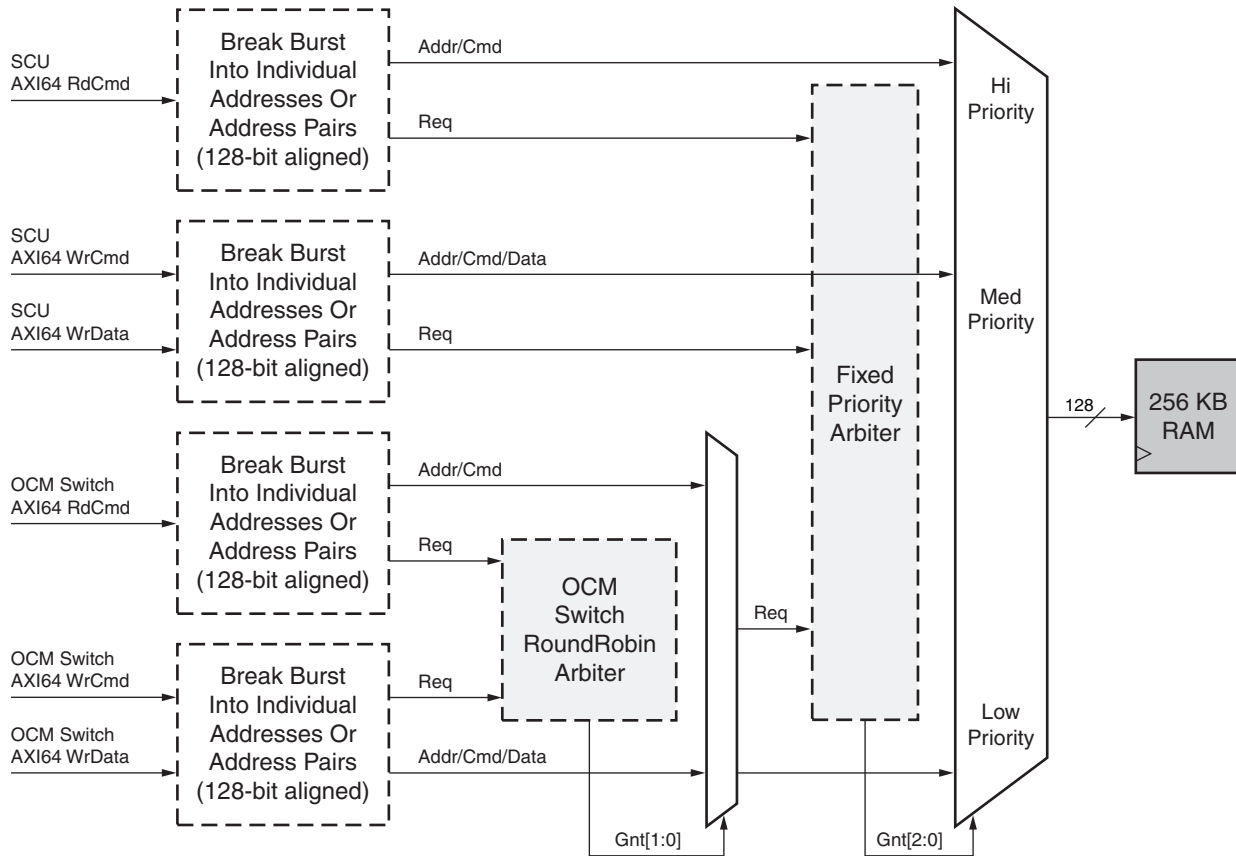 SCU
AXI64 RdCmd
Break Burst
Into Individual
Addresses Or
Address Pairs
(128-bit aligned)
Addr/Cmd
Req
Hi
Priority
SCU
AXI64 WrCmd
SCU
AXI64 WrData
Break Burst
Into Individual
Addresses Or
Address Pairs
(128-bit aligned)
Addr/Cmd/Data
Req
Med
Priority
Fixed
Priority
Arbiter
128
256 KB
RAM
OCM Switch
AXI64 RdCmd
Break Burst
Into Individual
Addresses Or
Address Pairs
(128-bit aligned)
Addr/Cmd
Req
OCM
Switch
RoundRobin
Arbiter
Req
OCM Switch
AXI64 WrCmd
OCM Switch
AXI64 WrData
Break Burst
Into Individual
Addresses Or
Address Pairs
(128-bit aligned)
Req
Addr/Cmd/Data
Low
Priority
Gnt[1:0]
Gnt[2:0]